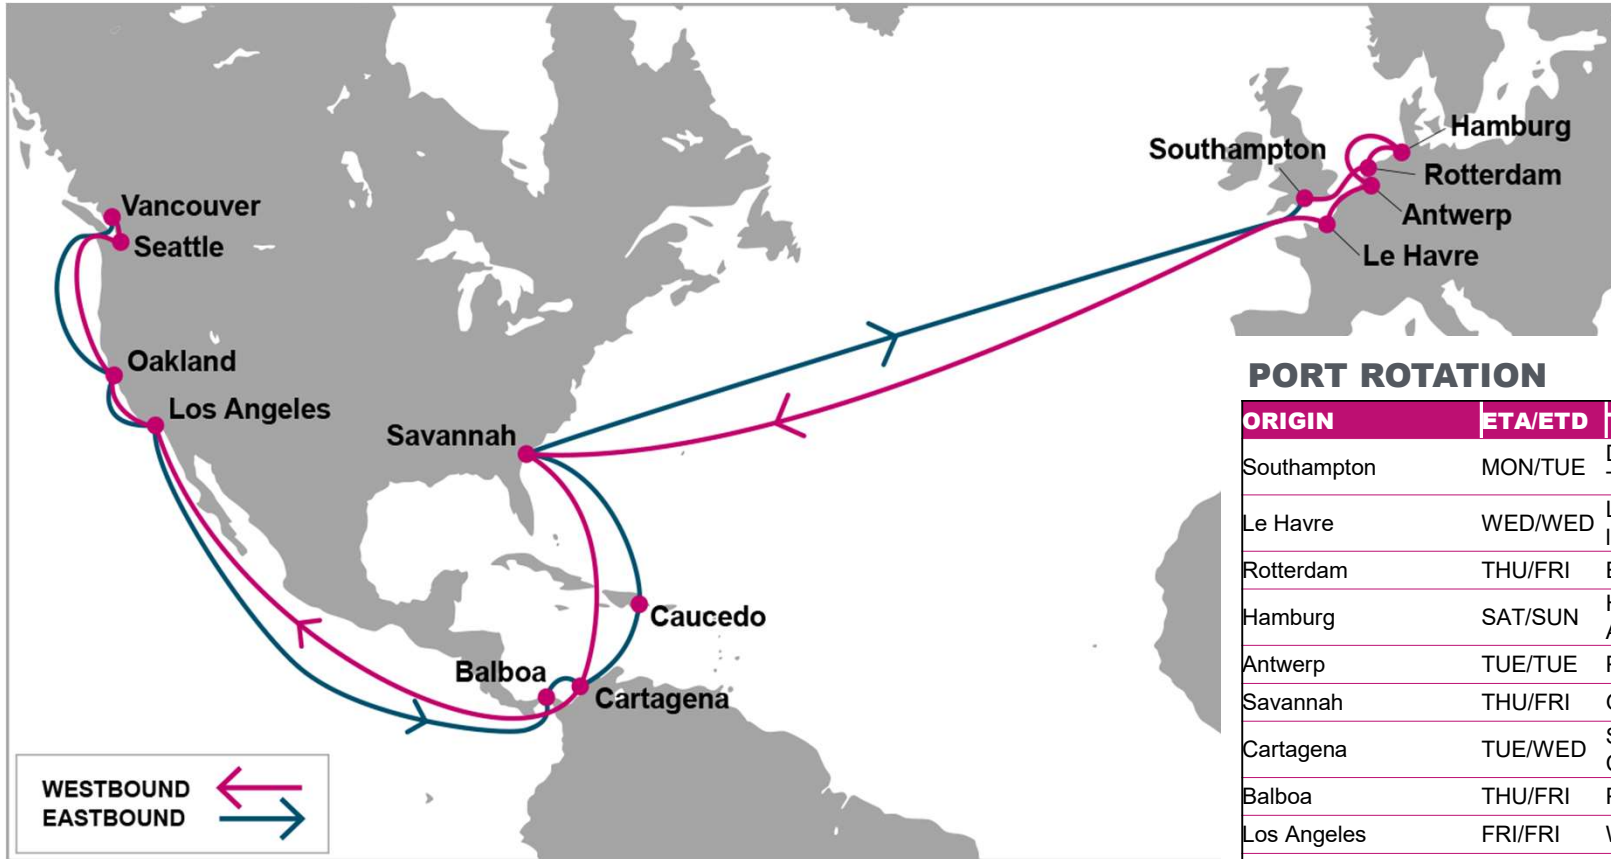 Hamburg
Southampton
Rotterdam
Vancouver
Antwerp
Seattle
Le Havre
Oakland
PORT ROTATION
Los Angeles
ORIGIN ETA/ETD
Savannah
Southampton MON/TUE
Le Havre WED/WED
Rotterdam THU/FRI
Caucedo
Hamburg SAT/SUN
Balboa
Antwerp TUE/TUE
Cartagena
Savannah THU/FRI
Cartagena TUE/WED
WESTBOUND
Balboa THU/FRI
EASTBOUND
Los Angeles FRI/FRI